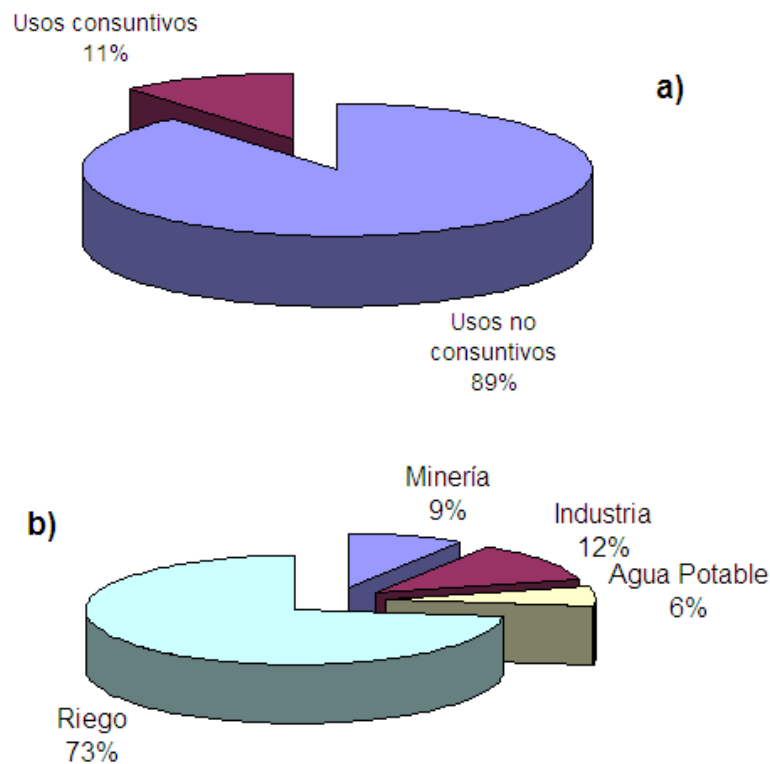 Usos consuntivos
11%
a)
Usos no
consuntivos
89%
b)
Minería
9%
Industria
12%
Agua Potable
6%
Riego
73%